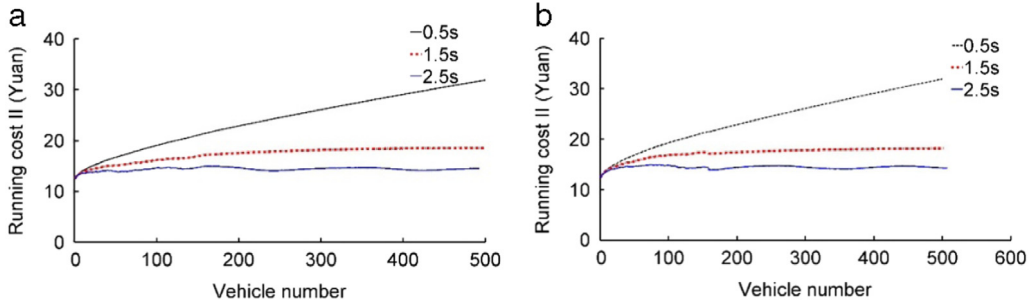 a
Running cost II (Yuan)
40
30
20
10
0
0 100 200 300 400 500
Vehicle number
0.5s
1.5s
2.5s
b
Running cost II (Yuan)
40
30
20
10
0
0 100 200 300 400 500 600
Vehicle number
0.5s
1.5s
2.5s